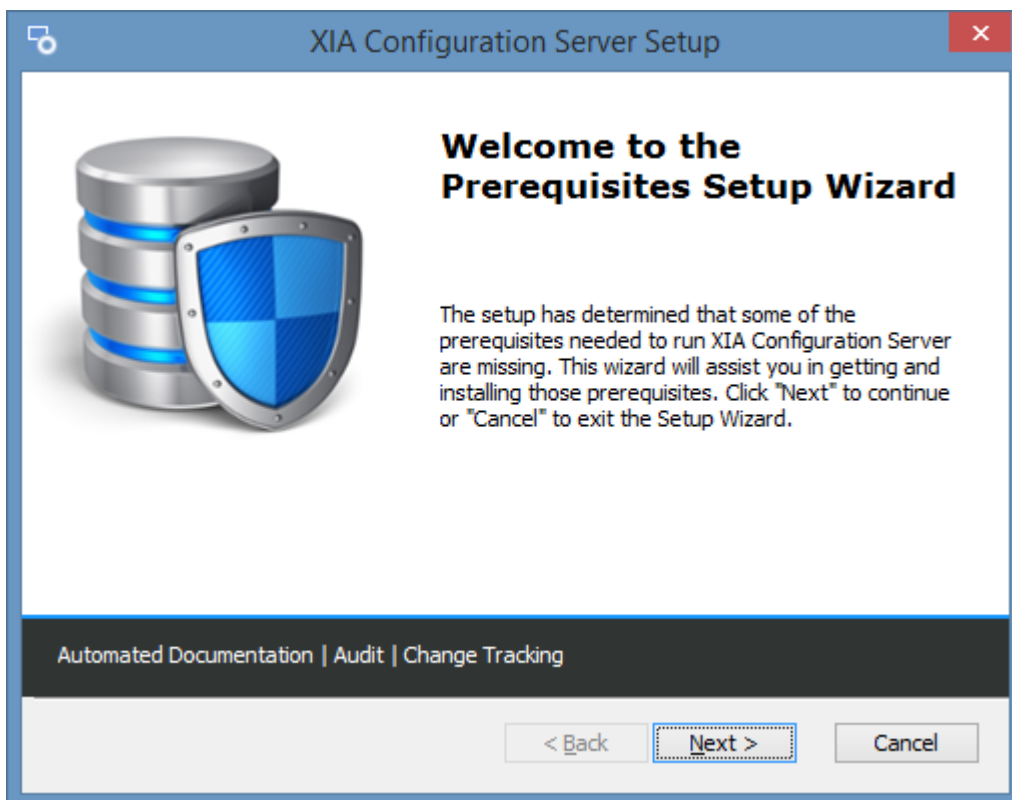 XIA Configuration Server Setup
Welcome to the
Prerequisites Setup Wizard
The setup has determined that some of the
prerequisites needed to run XIA Configuration Server
are missing. This wizard will assist you in getting and
installing those prerequisites. Click "Next" to continue
or "Cancel" to exit the Setup Wizard.
Automated Documentation | Audit | Change Tracking
< Back
Next >
Cancel